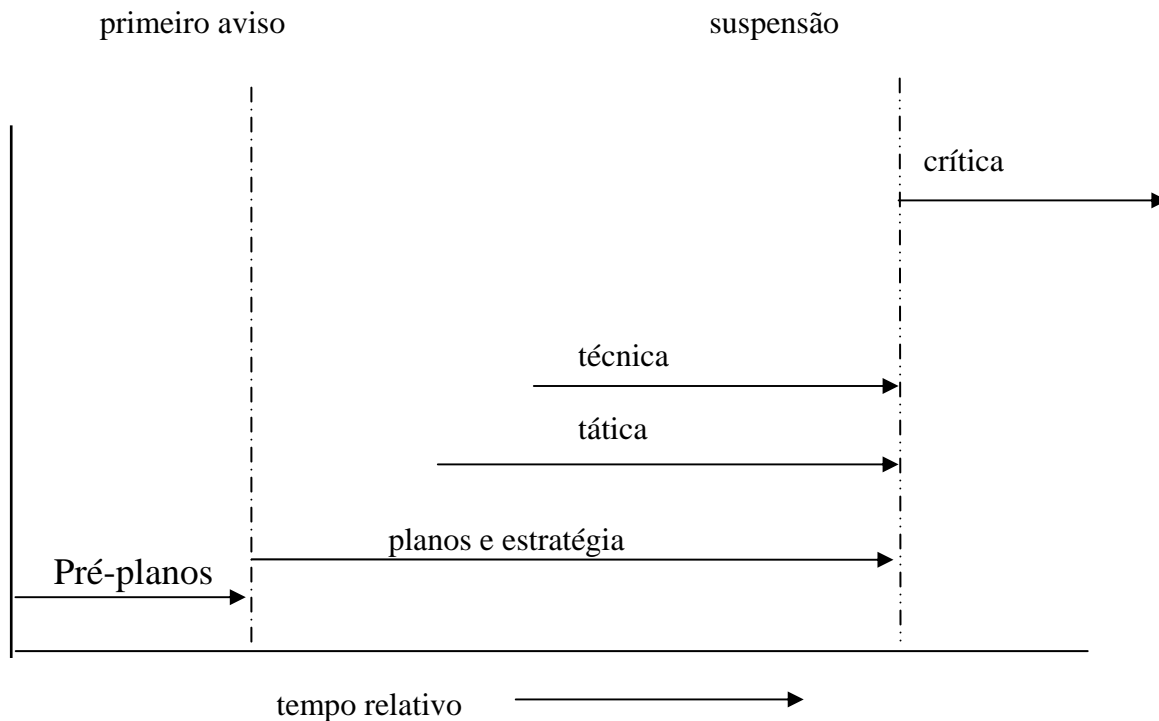 primeiro aviso
suspensão
crítica
técnica
tática
planos e estratégia
Pré-planos
tempo relativo